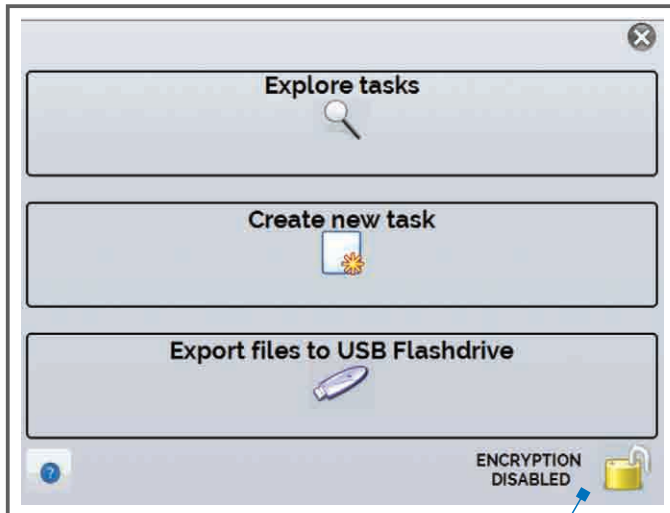 Explore tasks
Create new task
Export files to USB Flashdrive
?
ENCRYPTION
DISABLED